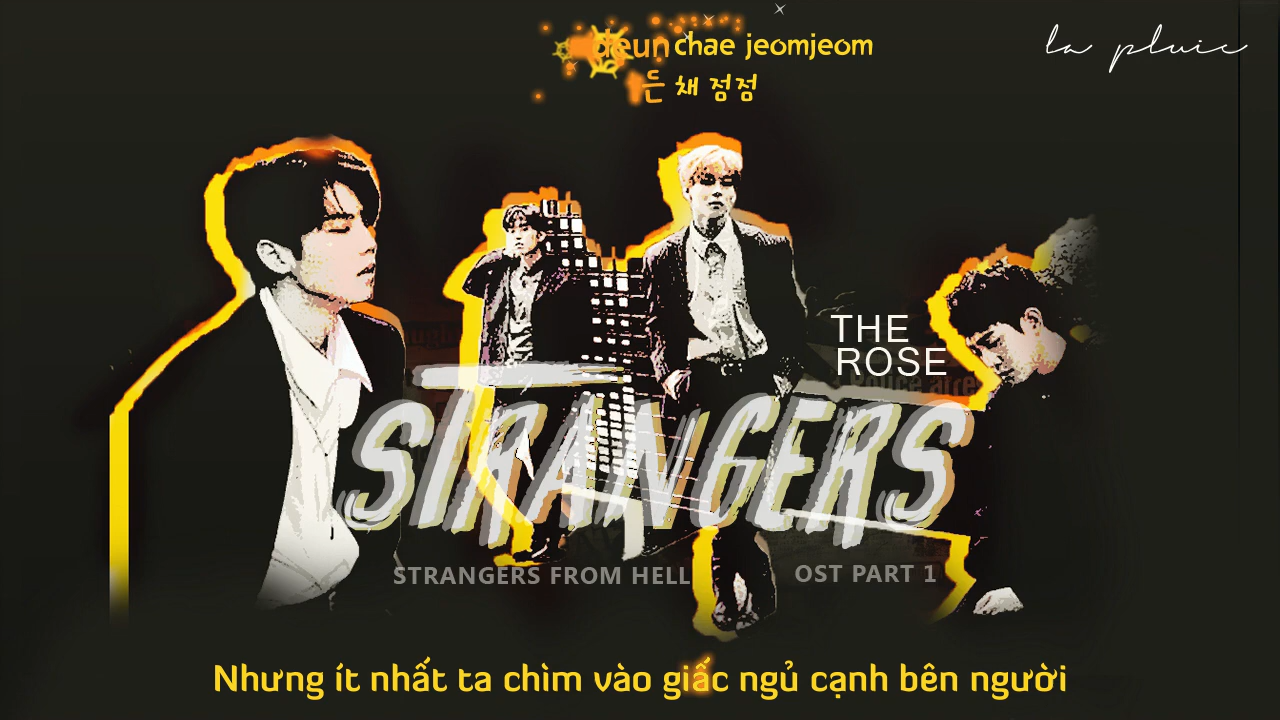 deun chae jeomjeom
든 채 점점
la pluie
THE
ROSE
STRANGERS
STRANGERS FROM HELL
OST PART 1
Nhưng ít nhất ta chìm vào giấc ngủ cạnh bên người